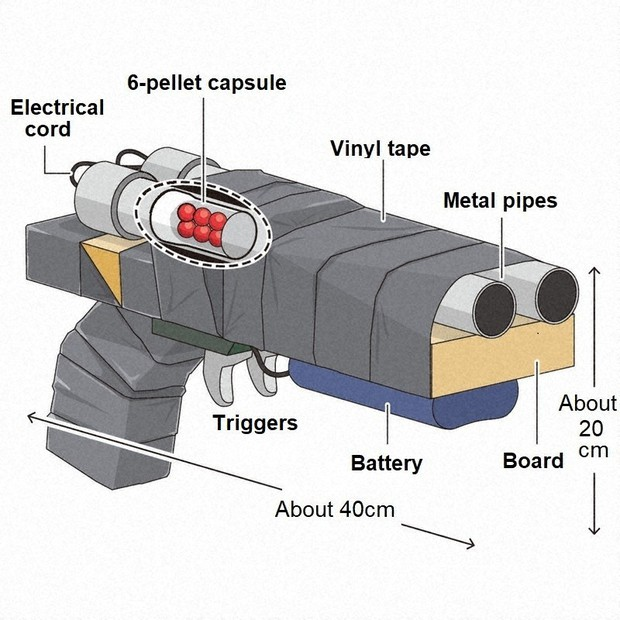 6-pellet capsule
Electrical
cord
Vinyl tape
Metal pipes
About
20
cm
Triggers
Battery
Board
About 40cm